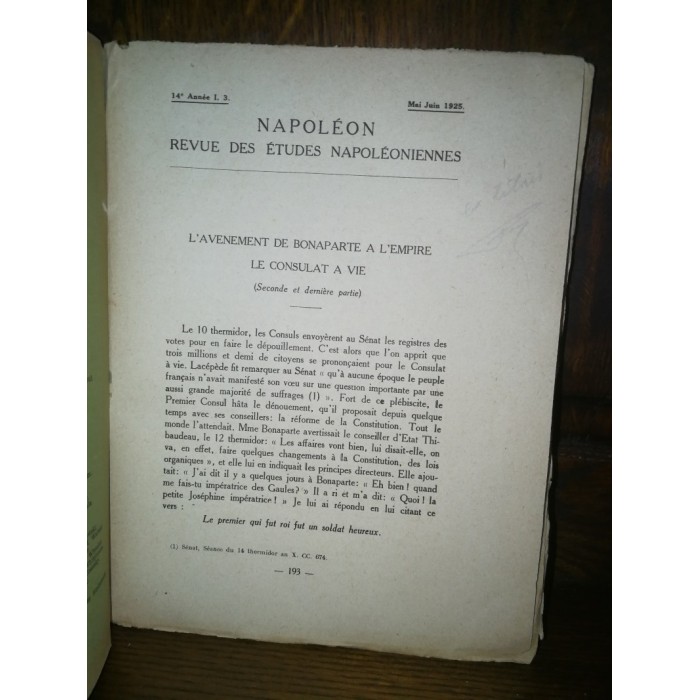 14e Année I. 3.
Mai Juin 1925.
NAPOLÉON
REVUE DES ÉTUDES NAPOLÉONIENNES
L'AVENEMENT DE BONAPARTE A L'EMPIRE
LE CONSULAT A VIE
(Seconde et dernière partie)
Le 10 thermidor, les Consuls envoyèrent au Sénat les registres des
votes pour en faire le dépouillement. C'est alors que l'on apprit que
trois millions et demi de citoyens se prononçaient pour le Consulat
à vie. Lacépède fit remarquer au Sénat « qu'à aucune époque le peuple
français n'avait manifesté son vœu sur une question importante par une
aussi grande majorité de suffrages (1) ». Fort de ce plébiscite, le
Premier Consul hâta le dénouement, qu'il proposait depuis quelque
temps avec ses conseillers: la réforme de la Constitution. Tout le
monde l'attendait. Mme Bonaparte avertissait le conseiller d'Etat Thi-
baudeau, le 12 thermidor: « Les affaires vont bien, lui disait-elle, on
va, en effet, faire quelques changements à la Constitution, des lois
organiques », et elle lui en indiquait les principes directeurs. Elle ajou-
tait: « J'ai dit il y a quelques jours à Bonaparte: « Eh bien! quand
me fais-tu impératrice des Gaules? » Il a ri et m'a dit: « Quoi! la
petite Joséphine impératrice! » Je lui ai répondu en lui citant ce
vers :
Le premier qui fut roi fut un soldat heureux.
(1) Sénat, Séance du 14 thermidor an X. CC. 074.
— 193 —